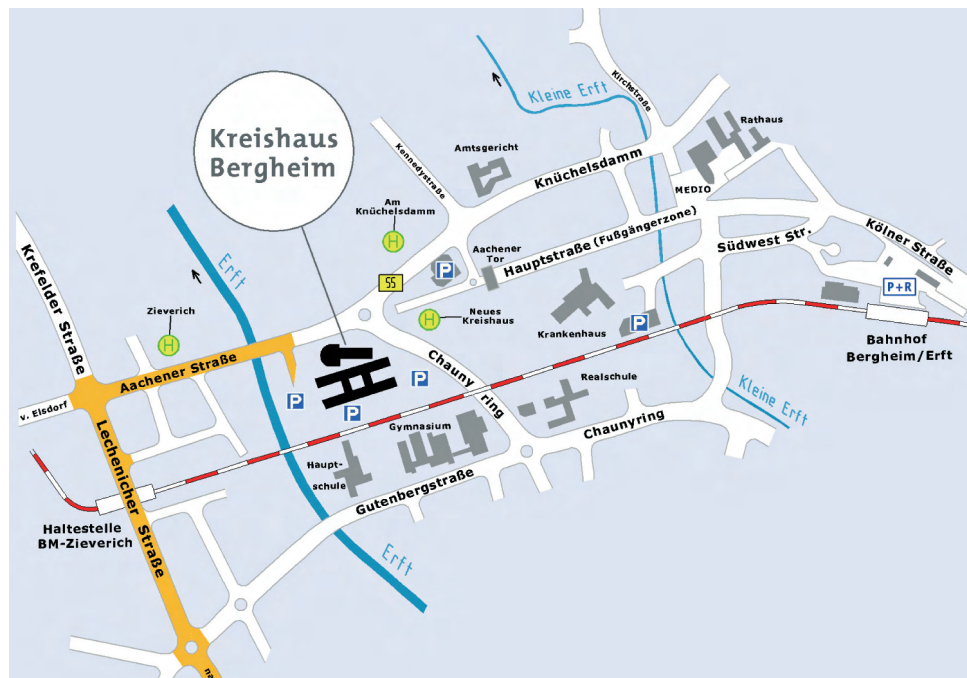 Kreishaus
Bergheim
Kleine Erft
Kirchstraße
Rathaus
Kennedystraße
Amtsgericht
Knüchelsdamm
MEDIO
Am
Knüchelsdamm
H
Aachener
Tor
Hauptstraße (Fußgängerzone)
Südwest Str.
Kölner Straße
Krefelder Straße
Erft
55
P
P+R
Zieverich
H
H
Neues
Kreishaus
Krankenhaus
P
Bahnhof
Bergheim/Erft
Aachener Straße
v. Elsdorf
Chauny
ring
P
P
P
Realschule
Kleine Erft
Gymnasium
Chaunyring
Haupt-
schule
Gutenbergstraße
Lechenicher Straße
Haltestelle
BM-Zieverich
Erft